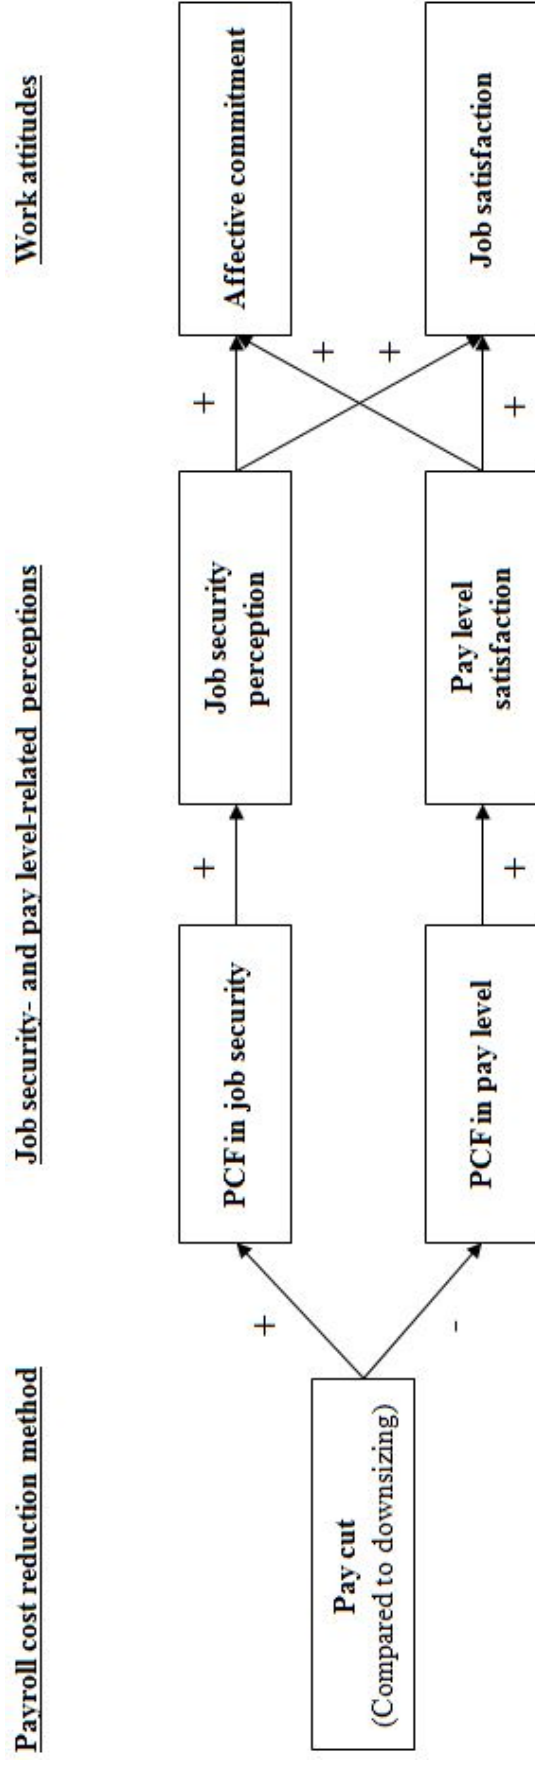 Payroll cost reduction method
Job security- and pay level-related perceptions
Work attitudes
Pay cut
(Compared to downsizing)
+
-
PCF in job security
PCF in pay level
+
+
Job security
perception
Pay level
satisfaction
+
+
+
+
Affective commitment
Job satisfaction